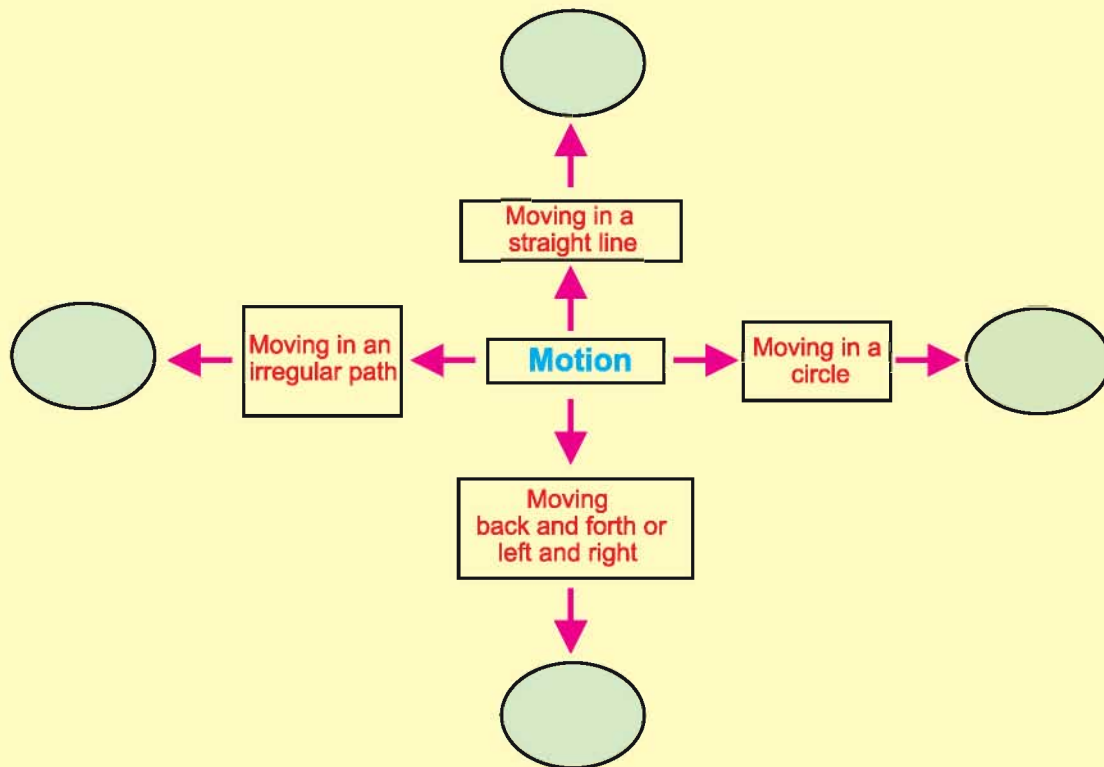 Moving in a
straight line
Moving in an
irregular path
Motion
Moving in a
circle
Moving
back and forth or
left and right